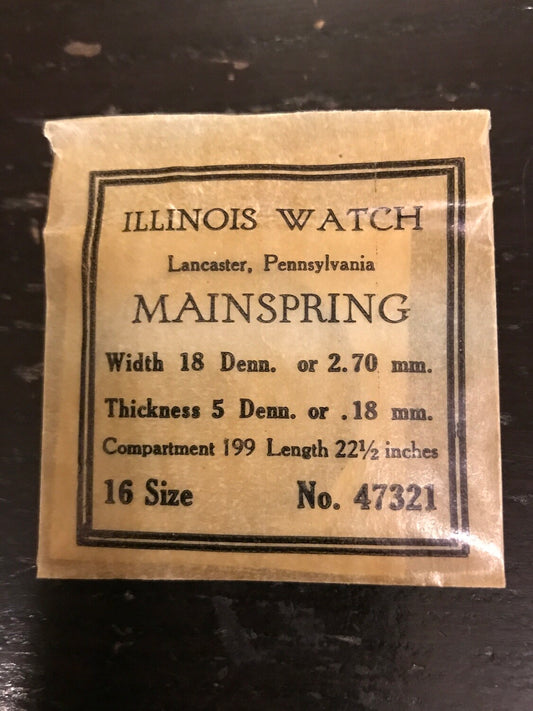 ILLINOIS WATCH
Lancaster, Pennsylvania
MAINSPRING
Width 18 Denn. or 2.70 mm.
Thickness 5 Denn. or .18 mm.
Compartment 199 Length 22½ inches
16 Size No. 47321